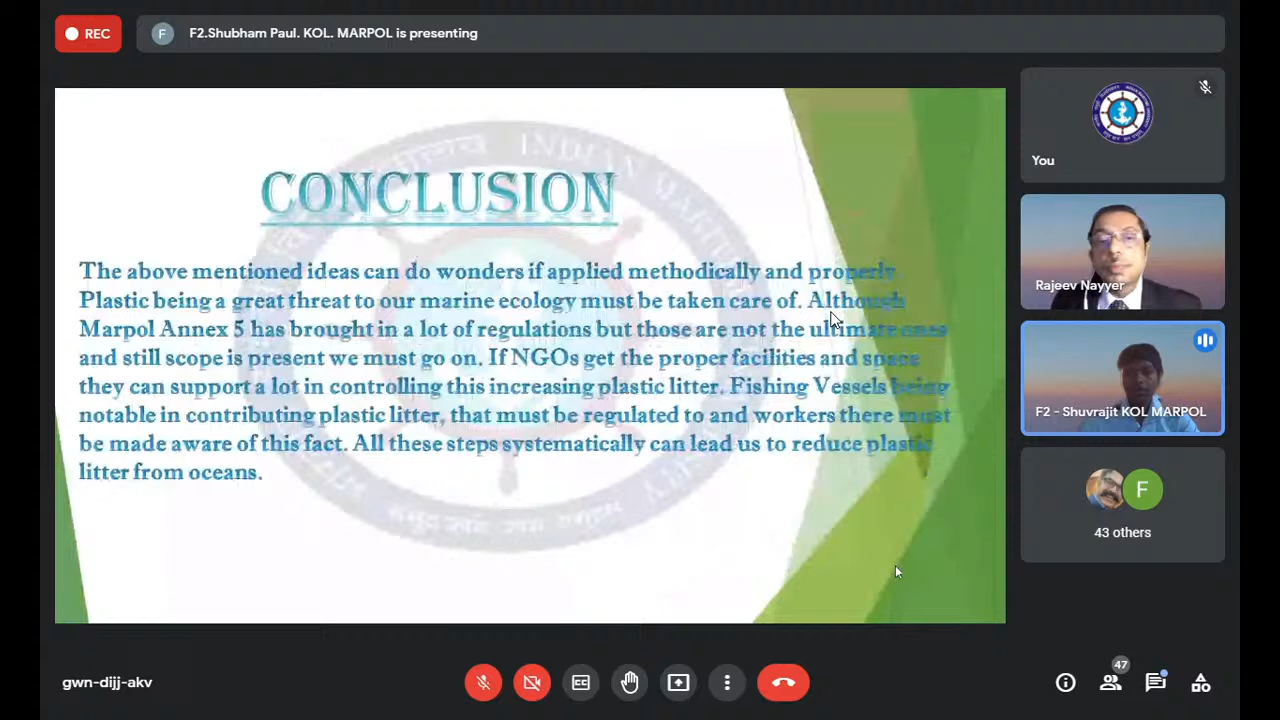 REC
F
F2.Shubham Paul. KOL. MARPOL is presenting
INDIAN
CONCLUSION
The above mentioned ideas can do wonders if applied methodically and properly
Plastic being a great threat to our marine ecology must be taken care of. Although
Marpol Annex 5 has brought in a lot of regulations but those are not the ultimate ones
and still scope is present we must go on. If NGOs get the proper facilities and space
they can support a lot in controlling this increasing plastic litter. Fishing Vessels being
notable in contributing plastic litter, that must be regulated to and workers there must
be made aware of this fact. All these steps systematically can lead us to reduce plastic
litter from oceans.
You
Rajeev Nayyer
F2 - Shuvrajit KOL MARPOL
F
43 others
gwn-dijj-akv
CC
47